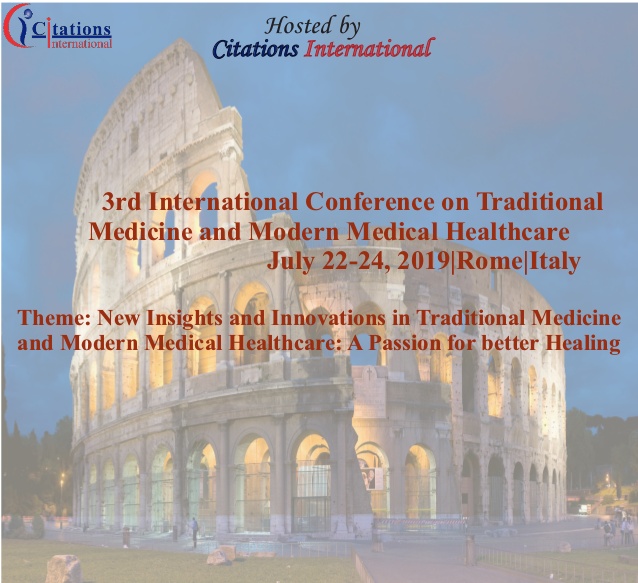 Citations
International
Hosted by
Citations International
3rd International Conference on Traditional
Medicine and Modern Medical Healthcare
July 22-24, 2019|Rome|Italy
Theme: New Insights and Innovations in Traditional Medicine
and Modern Medical Healthcare: A Passion for better Healing